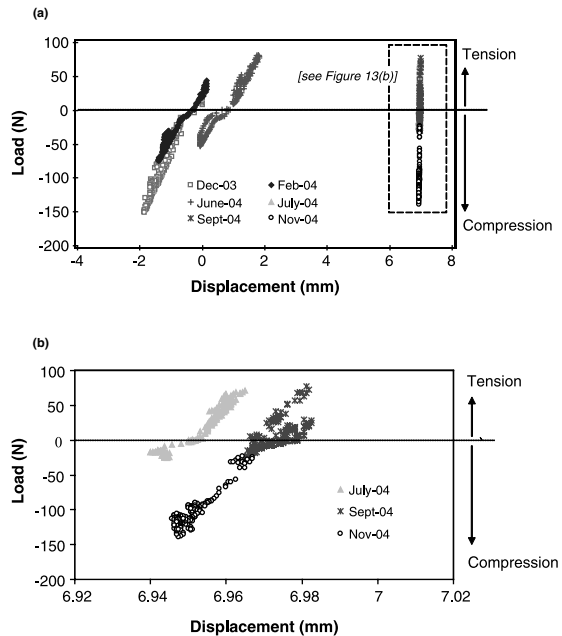 (a)
100
50
0
-50
-100
-150
-200
Load (N)
[see Figure 13(b)]
Tension
Compression
Dec-03
Feb-04
June-04
July-04
Sept-04
Nov-04
-4
-2
0
2
4
6
8
Displacement (mm)
(b)
100
50
0
-50
-100
-150
-200
Load (N)
Tension
Compression
July-04
Sept-04
Nov-04
6.92
6.94
6.96
6.98
7
7.02
Displacement (mm)